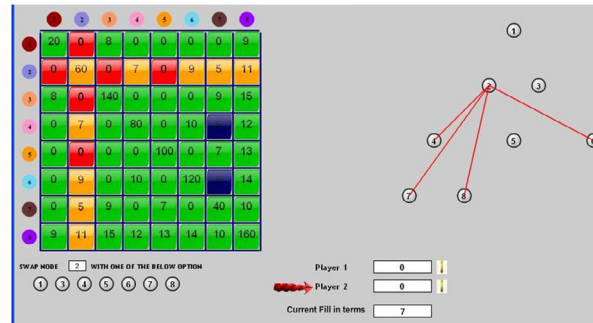 1 2 3 4 5 6 7 8
1 20 0 8 0 0 0 0 9
2 0 60 0 7 0 9 5 11
3 8 0 140 0 0 0 9 15
4 0 7 0 80 0 10 12
5 0 0 0 0 100 0 7 13
6 0 9 0 10 0 120 14
7 0 5 9 0 7 0 40 10
8 9 11 15 12 13 14 10 160
1
2 3
4 5
7 8
SWAP NODE 2 WITH ONE OF THE BELOW OPTION
1 3 4 5 6 7 8
Player 1 0
Player 2 0
Current Fill in terms 7